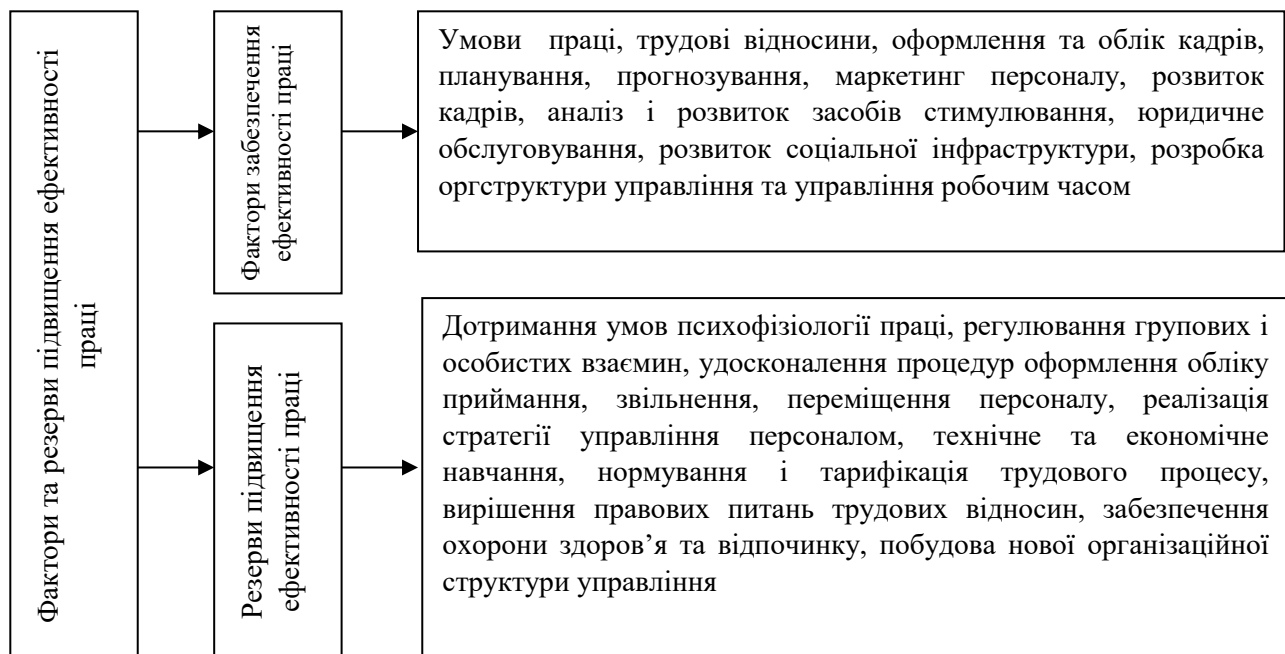 Фактори та резерви підвищення ефективності
праці
Фактори забезпечення
ефективності праці
Умови праці, трудові відносини, оформлення та облік кадрів,
планування, прогнозування, маркетинг персоналу, розвиток
кадрів, аналіз і розвиток засобів стимулювання, юридичне
обслуговування, розвиток соціальної інфраструктури, розробка
оргструктури управління та управління робочим часом
Резерви підвищення
ефективності праці
Дотримання умов психофізіології праці, регулювання групових і
особистих взаємин, удосконалення процедур оформлення обліку
приймання, звільнення, переміщення персоналу, реалізація
стратегії управління персоналом, технічне та економічне
навчання, нормування і тарифікація трудового процесу,
вирішення правових питань трудових відносин, забезпечення
охорони здоров’я та відпочинку, побудова нової організаційної
структури управління